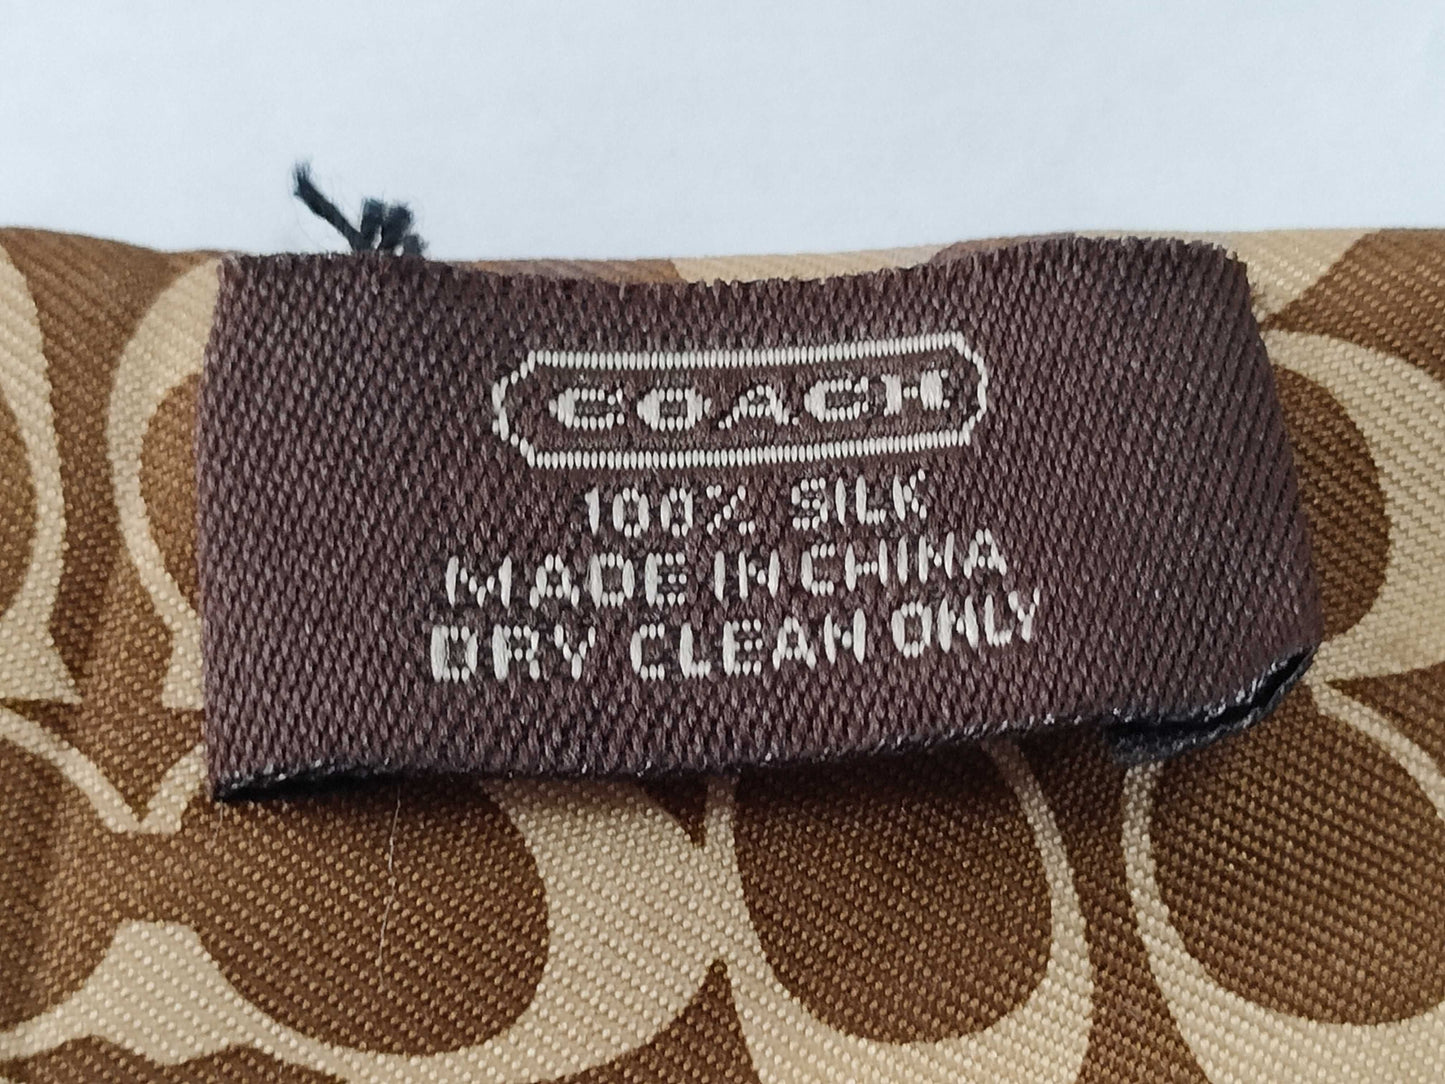 COACH
100% SILK
MADE IN CHINA
DRY CLEAN ONLY